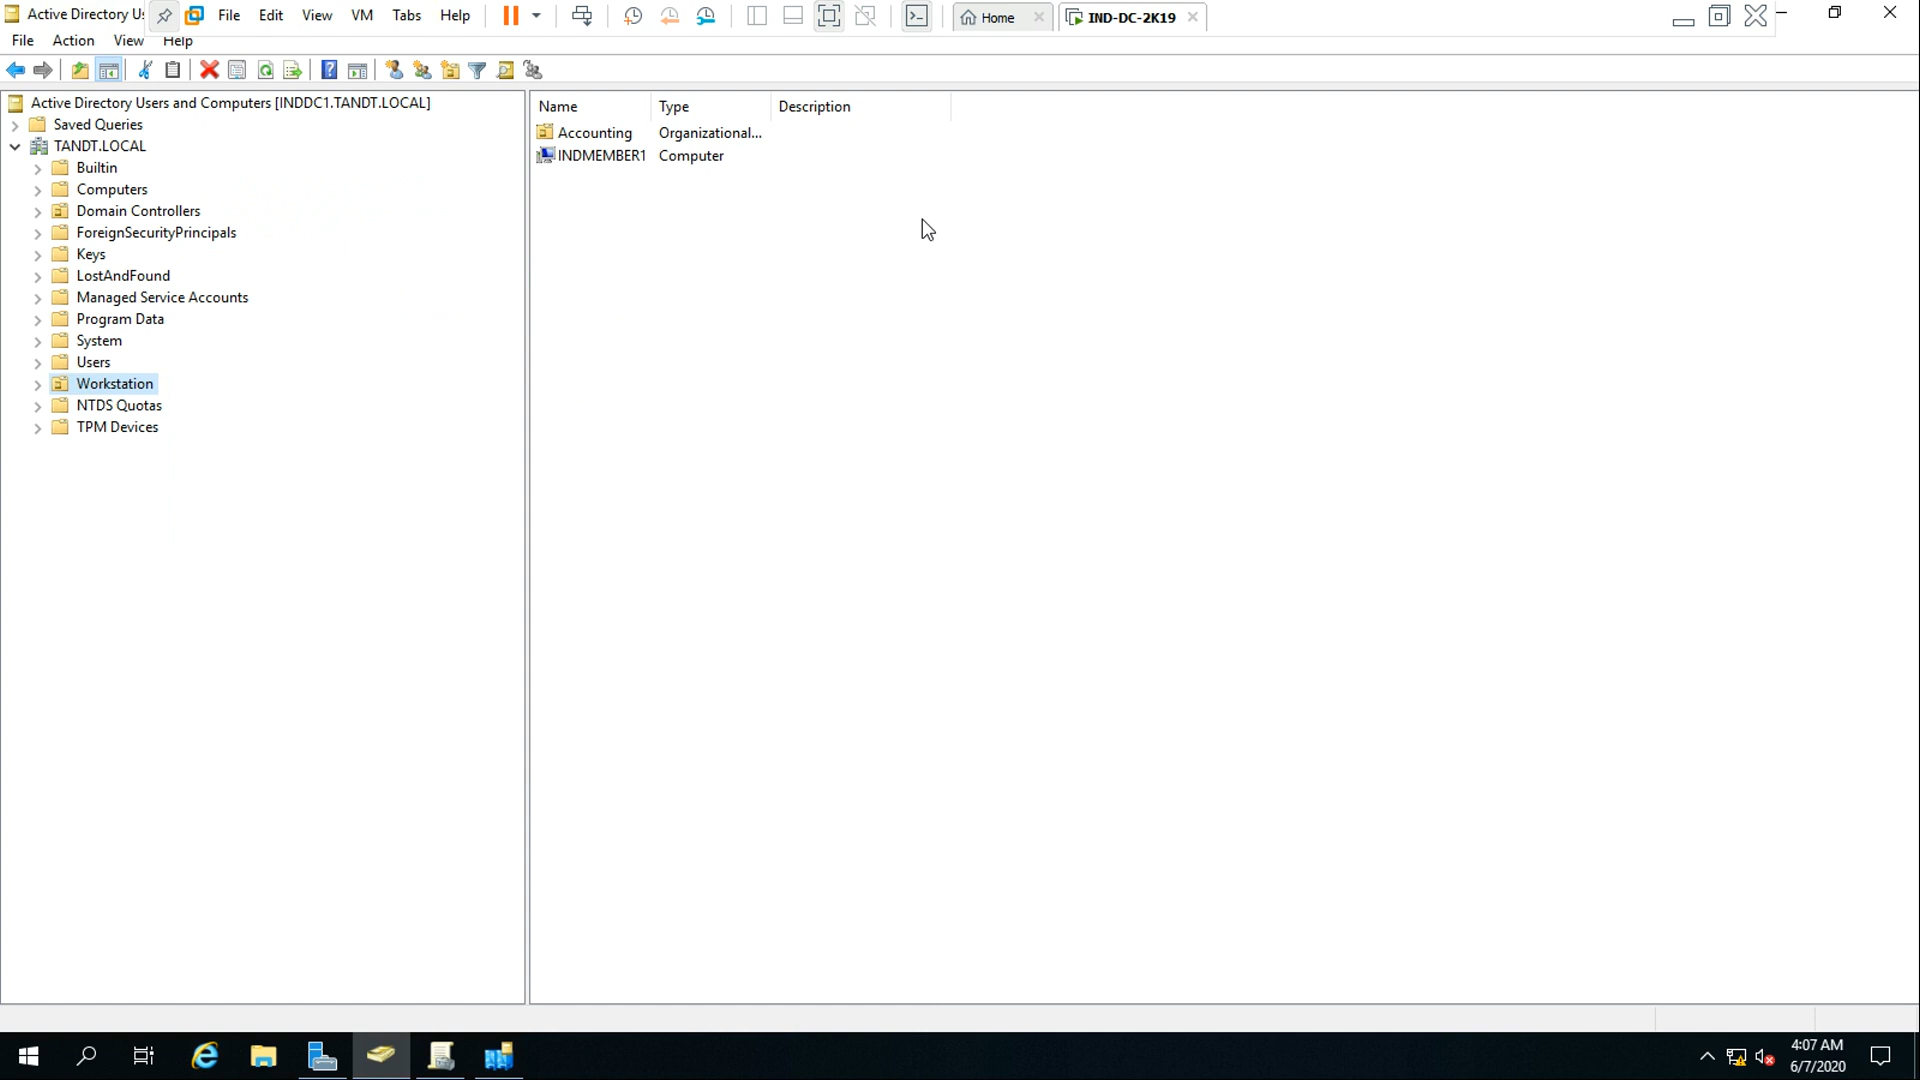 Active Directory Us File Edit View VM Tabs Help Home IND-DC-2K19
File Action View Help
Active Directory Users and Computers [INDDC1.TANDT.LOCAL]
Saved Queries
TANDT.LOCAL
Builtin
Computers
Domain Controllers
ForeignSecurityPrincipals
Keys
LostAndFound
Managed Service Accounts
Program Data
System
Users
Workstation
NTDS Quotas
TPM Devices
Name Type Description
Accounting Organizational...
INDMEMBER1 Computer
4:07 AM
6/7/2020